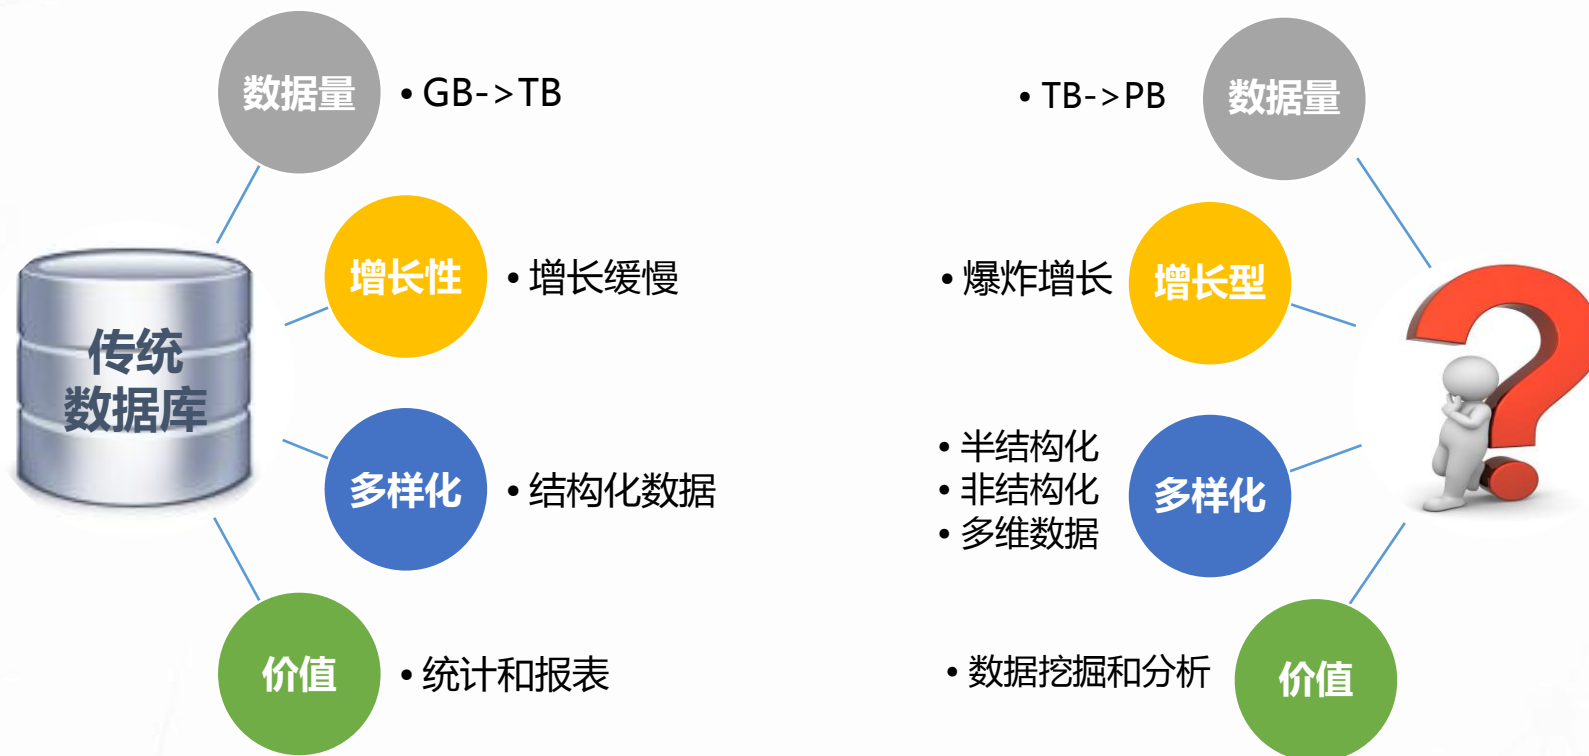 数据量
• GB->TB
增长性
• 增长缓慢
传统
数据库
多样化
• 结构化数据
价值
• 统计和报表
• TB->PB
数据量
• 爆炸增长
增长型
• 半结构化
• 非结构化
• 多维数据
多样化
• 数据挖掘和分析
价值